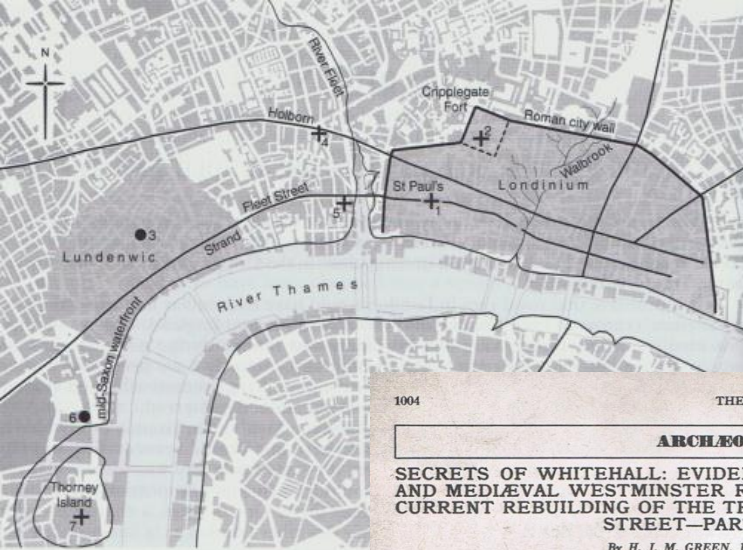 N
River Fleet
Cripplegate
Fort
Holborn
4
2
Roman city wall
Walbrook
Fleet Street
5
St Paul's
1
Londinium
3
Lundenwic
Strand
River Thames
mid-Saxon waterfront
6
Thorney
Island
7
1004 THE
ARCHÆO
SECRETS OF WHITEHALL: EVIDE
AND MEDIÆVAL WESTMINSTER R
CURRENT REBUILDING OF THE T
STREET—PAR
By H. J. M. GREEN,